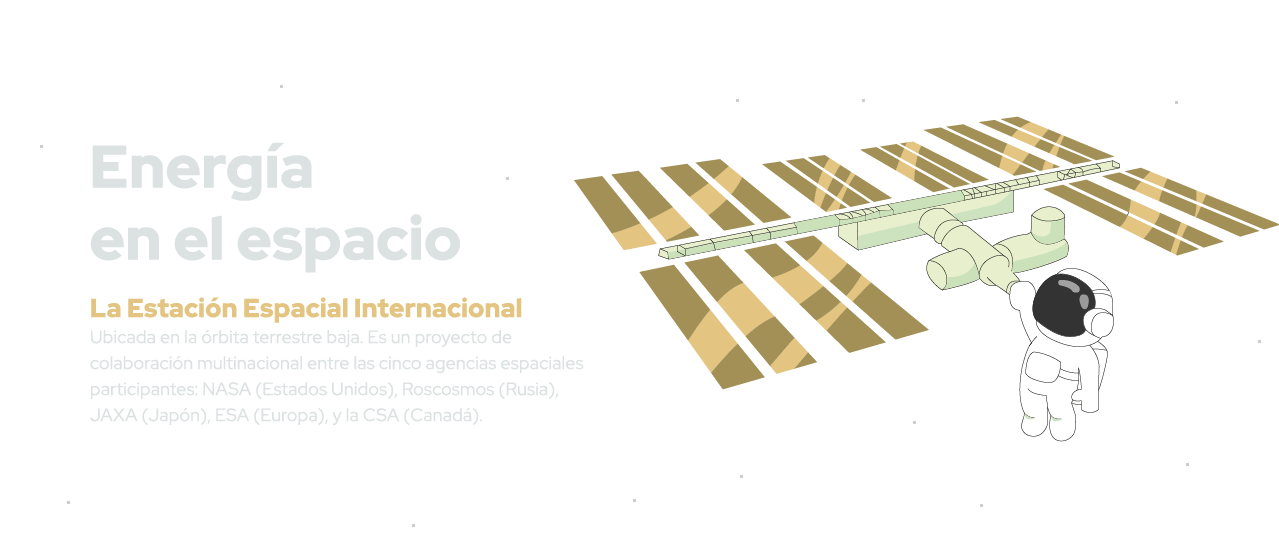 Energía
en el espacio
La Estación Espacial Internacional
Ubicada en la órbita terrestre baja. Es un proyecto de
colaboración multinacional entre las cinco agencias espaciales
participantes: NASA (Estados Unidos), Roscosmos (Rusia),
JAXA (Japón), ESA (Europa), y la CSA (Canadá).